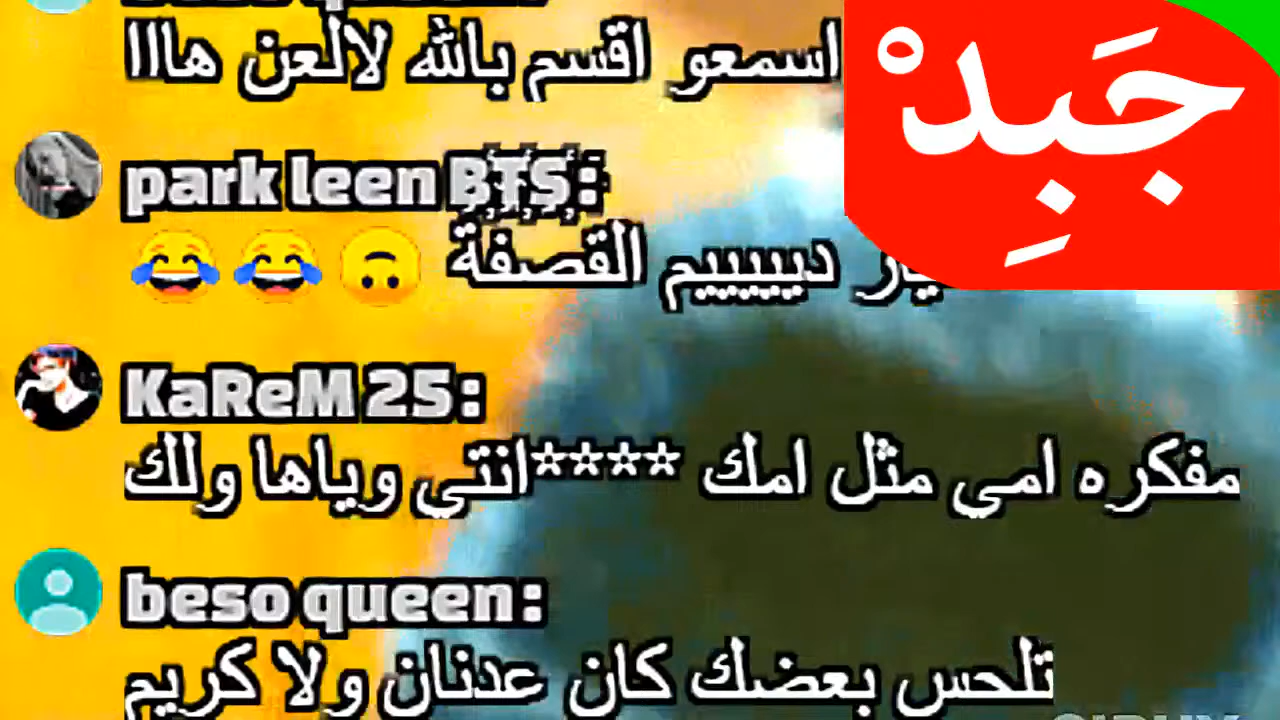 اسمعو اقسم بالله لالعن هااا
جَبِدْه
park leen BTS:
ديييييم القصفة 🙃 😂 😂
KaReM 25:
مفكره امي مثل امك ****انتي وياها ولك
beso queen:
تلحس بعضك كان عدنان ولا كريم